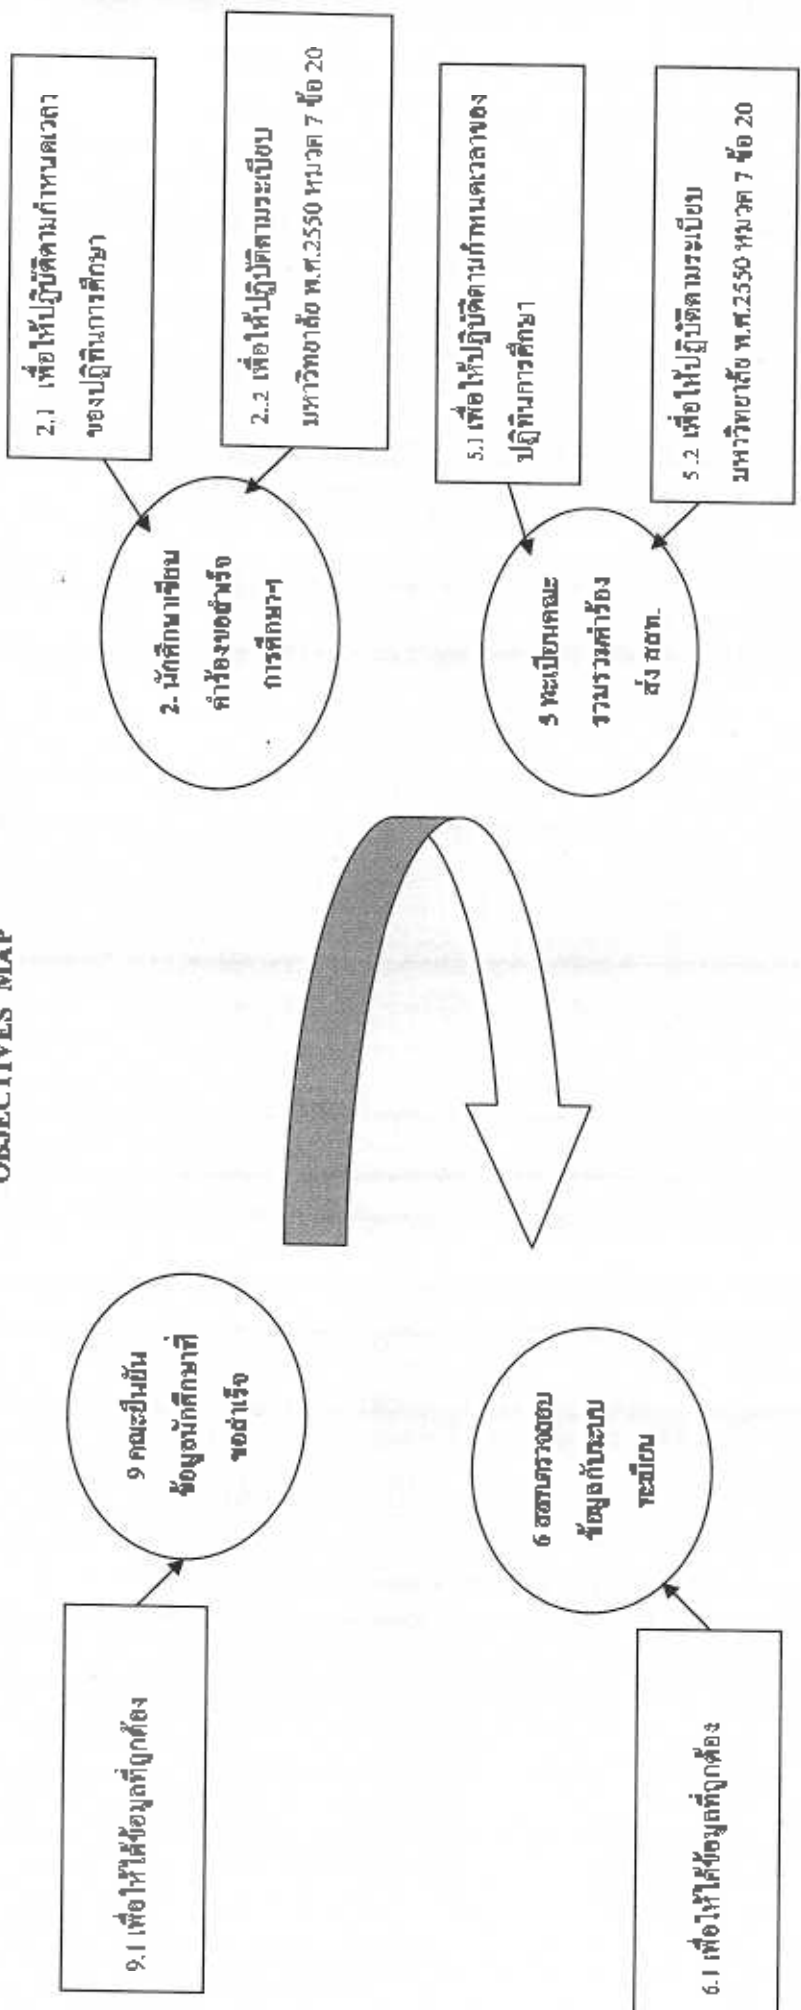 OBJECTIVES MAP
9.1 เพื่อให้ได้ข้อมูลที่ถูกต้อง
9 คณะยืนยัน
ข้อมูลนักศึกษาที่
ขอสำเร็จ
2. นักศึกษาเขียน
คำร้องขอสำเร็จ
การศึกษาฯ
2.1 เพื่อให้ปฏิบัติตามกำหนดเวลา
ของปฏิทินการศึกษา
2.2 เพื่อให้ปฏิบัติตามระเบียบ
มหาวิทยาลัย พ.ศ.2550 หมวด 7 ข้อ 20
6.1 เพื่อให้ได้ข้อมูลที่ถูกต้อง
6 สสทตรวจสอบ
ข้อมูลกับระบบ
ทะเบียน
5 ทะเบียนคณะ
รวบรวมคำร้อง
ส่ง สสท.
5.1 เพื่อให้ปฏิบัติตามกำหนดเวลาของ
ปฏิทินการศึกษา
5.2 เพื่อให้ปฏิบัติตามระเบียบ
มหาวิทยาลัย พ.ศ.2550 หมวด 7 ข้อ 20